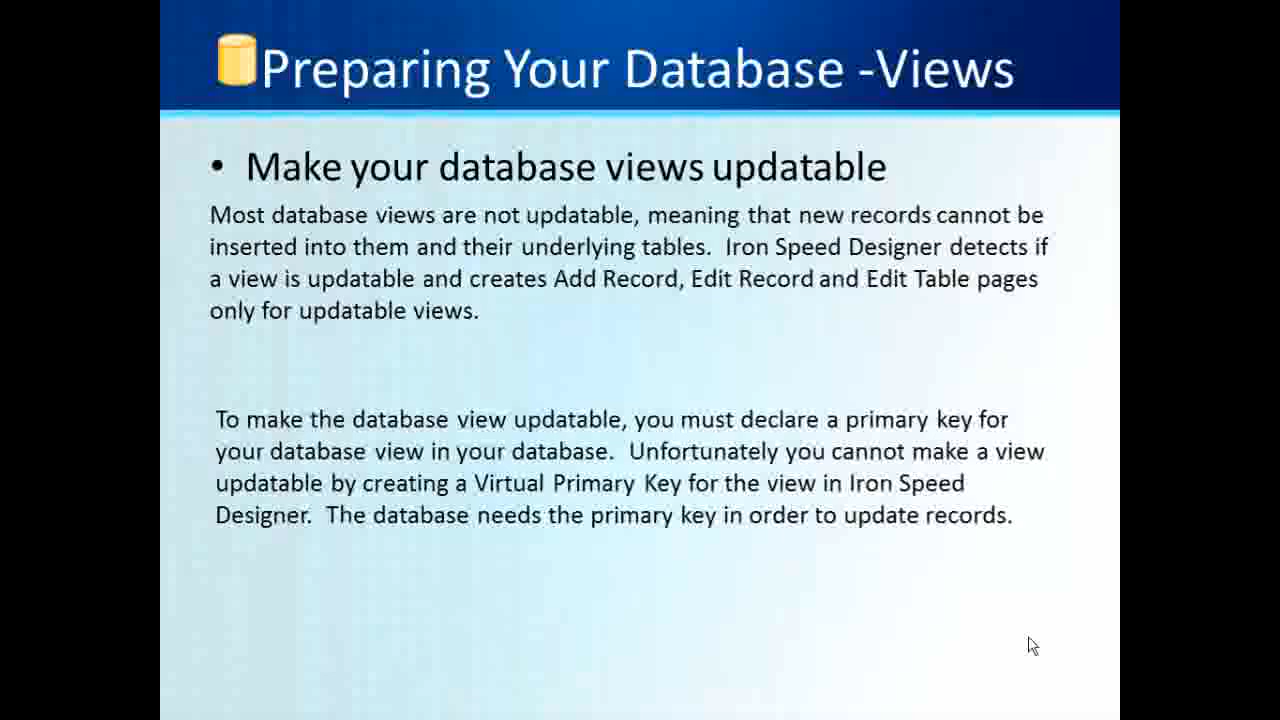 Preparing Your Database -Views
• Make your database views updatable
Most database views are not updatable, meaning that new records cannot be
inserted into them and their underlying tables.  Iron Speed Designer detects if
a view is updatable and creates Add Record, Edit Record and Edit Table pages
only for updatable views.
To make the database view updatable, you must declare a primary key for
your database view in your database.  Unfortunately you cannot make a view
updatable by creating a Virtual Primary Key for the view in Iron Speed
Designer.  The database needs the primary key in order to update records.